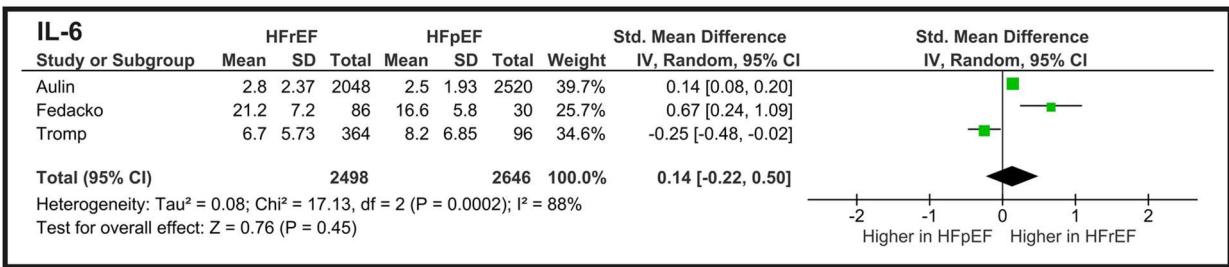 IL-6
HFrEF HFpEF Std. Mean Difference Std. Mean Difference
Study or Subgroup Mean SD Total Mean SD Total Weight IV, Random, 95% CI IV, Random, 95% CI
Aulin 2.8 2.37 2048 2.5 1.93 2520 39.7% 0.14 [0.08, 0.20]
Fedacko 21.2 7.2 86 16.6 5.8 30 25.7% 0.67 [0.24, 1.09]
Tromp 6.7 5.73 364 8.2 6.85 96 34.6% -0.25 [-0.48, -0.02]
Total (95% CI) 2498 2646 100.0% 0.14 [-0.22, 0.50]
Heterogeneity: Tau² = 0.08; Chi² = 17.13, df = 2 (P = 0.0002); I² = 88%
Test for overall effect: Z = 0.76 (P = 0.45)
-2 -1 0 1 2
Higher in HFpEF Higher in HFrEF